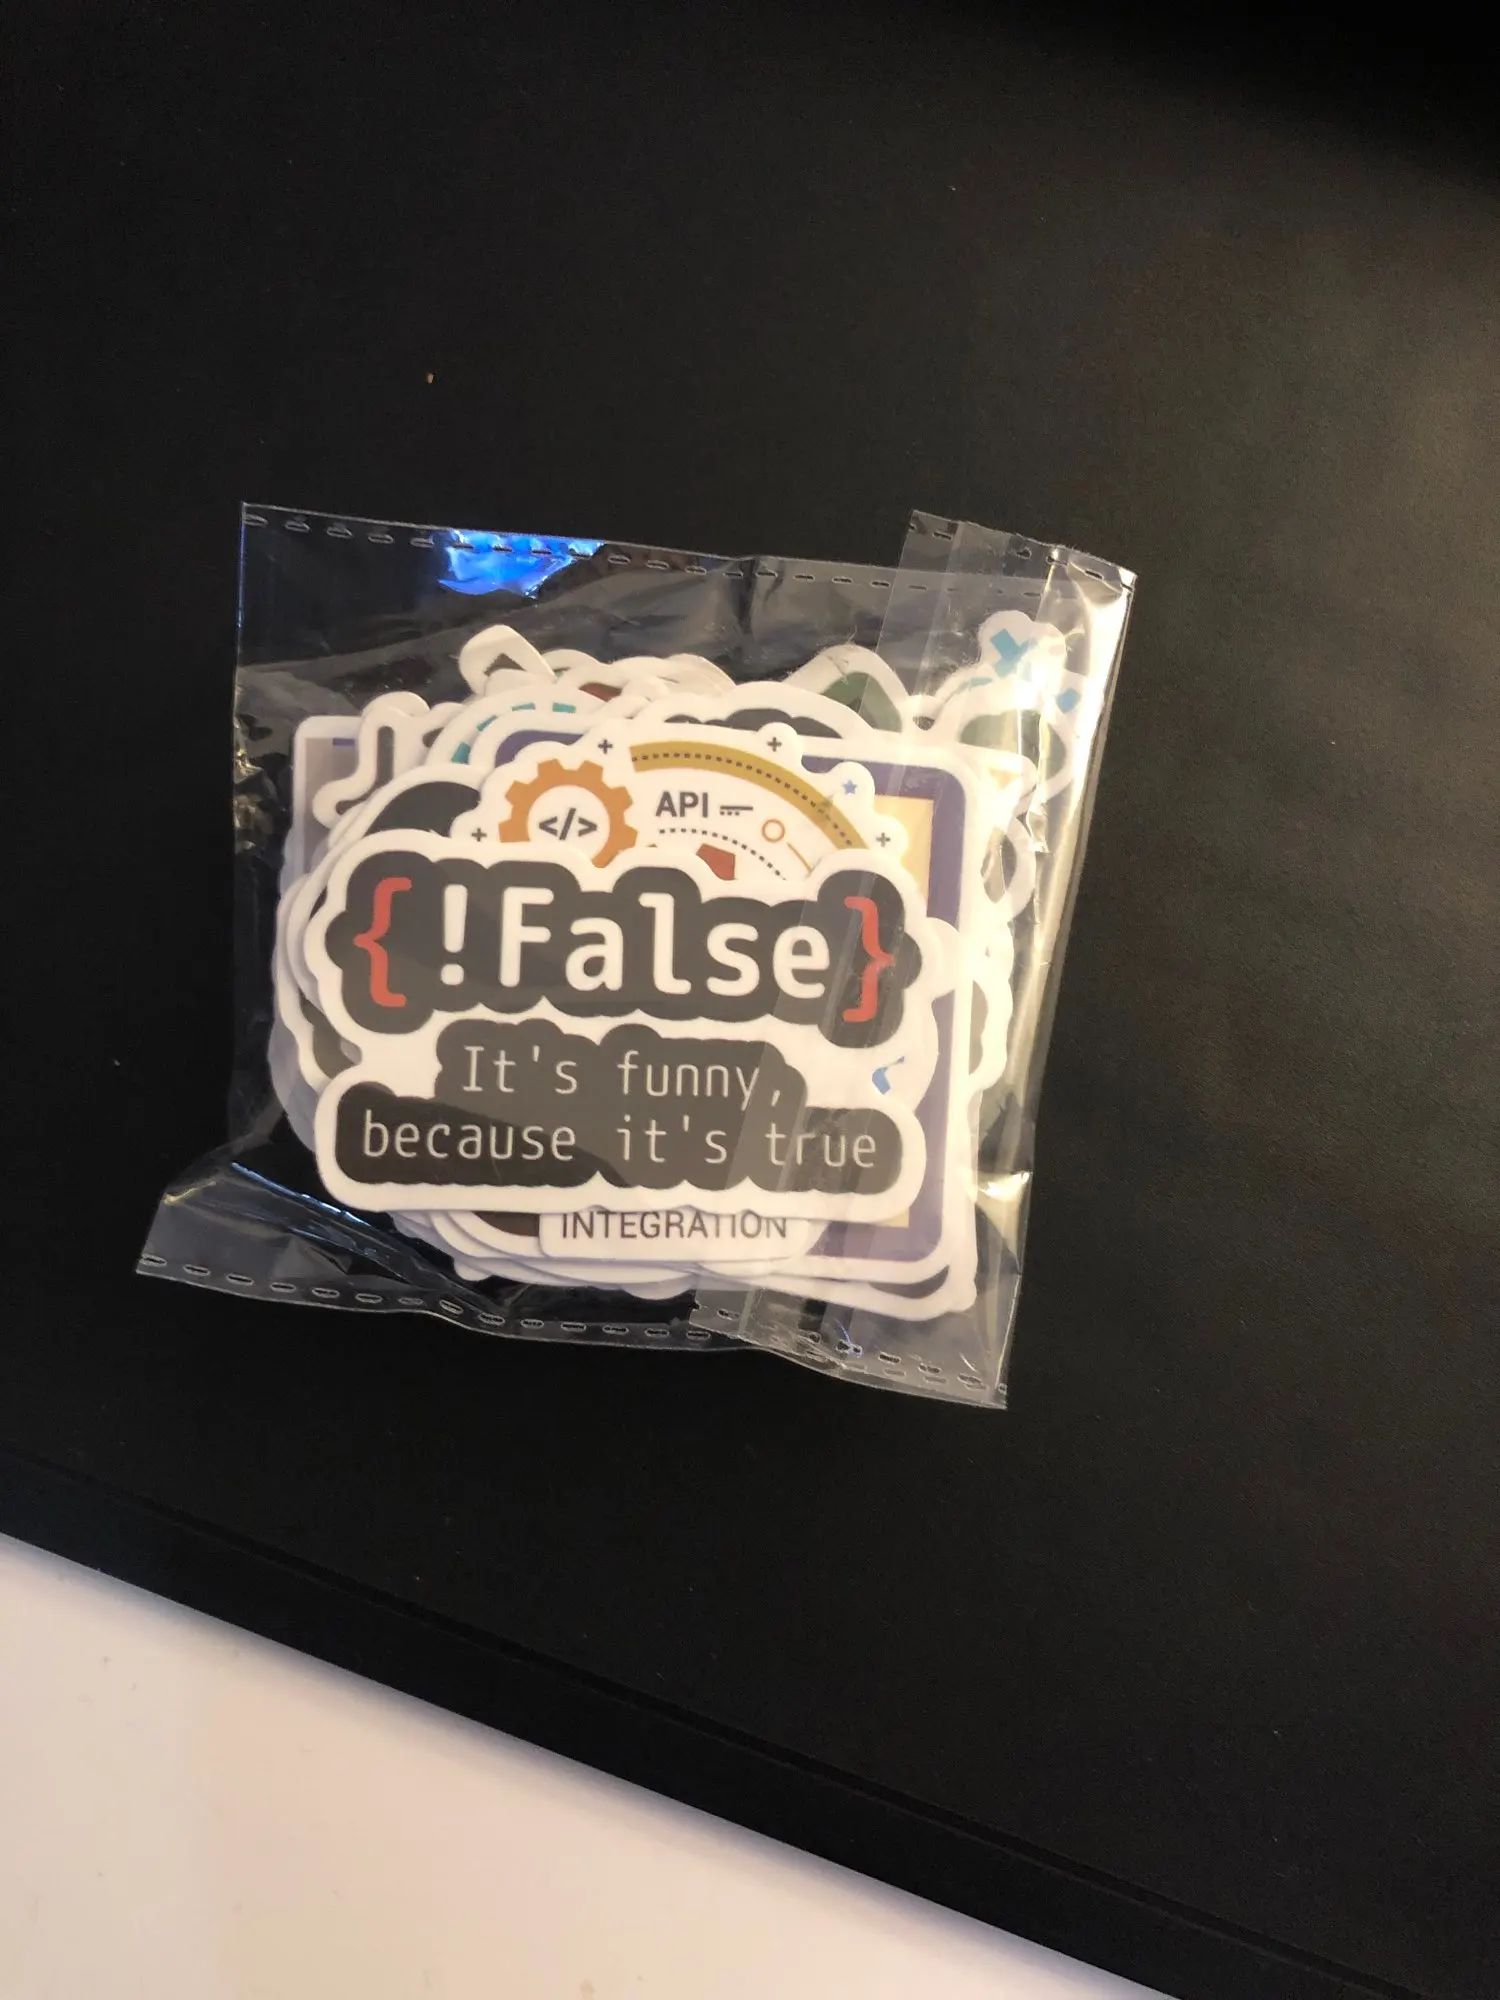 </>
API
{!False}
It's funny,
because it's true
INTEGRATION